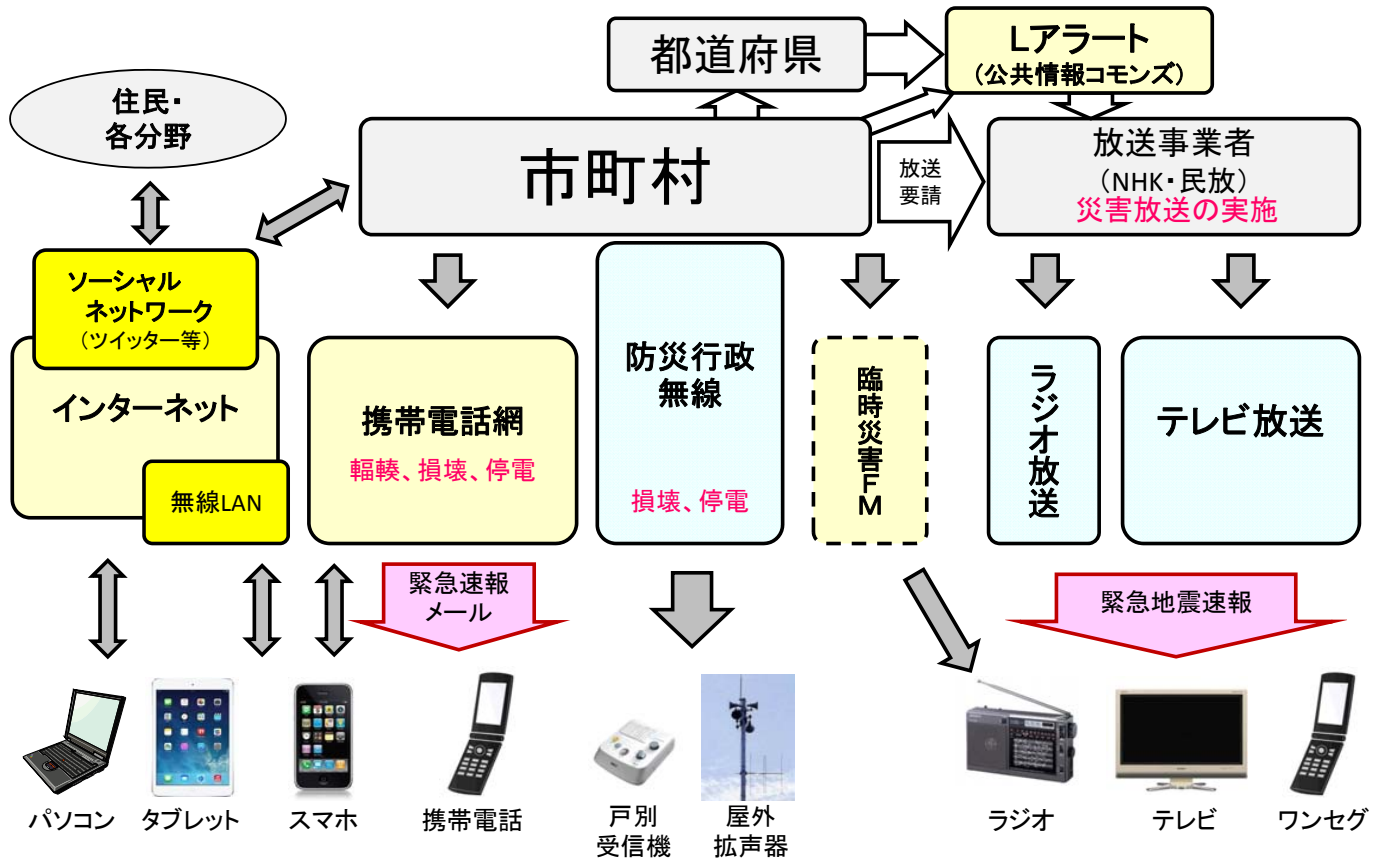 都道府県
Lアラート
（公共情報コモンズ）
住民・
各分野
市町村
放送
要請
放送事業者
（NHK・民放）
災害放送の実施
ソーシャル
ネットワーク
（ツイッター等）
インターネット
無線LAN
携帯電話網
輻輳、損壊、停電
防災行政
無線
損壊、停電
臨時災害FM
ラジオ放送
テレビ放送
緊急速報
メール
緊急地震速報
パソコン
タブレット
スマホ
携帯電話
戸別
受信機
屋外
拡声器
ラジオ
テレビ
ワンセグ